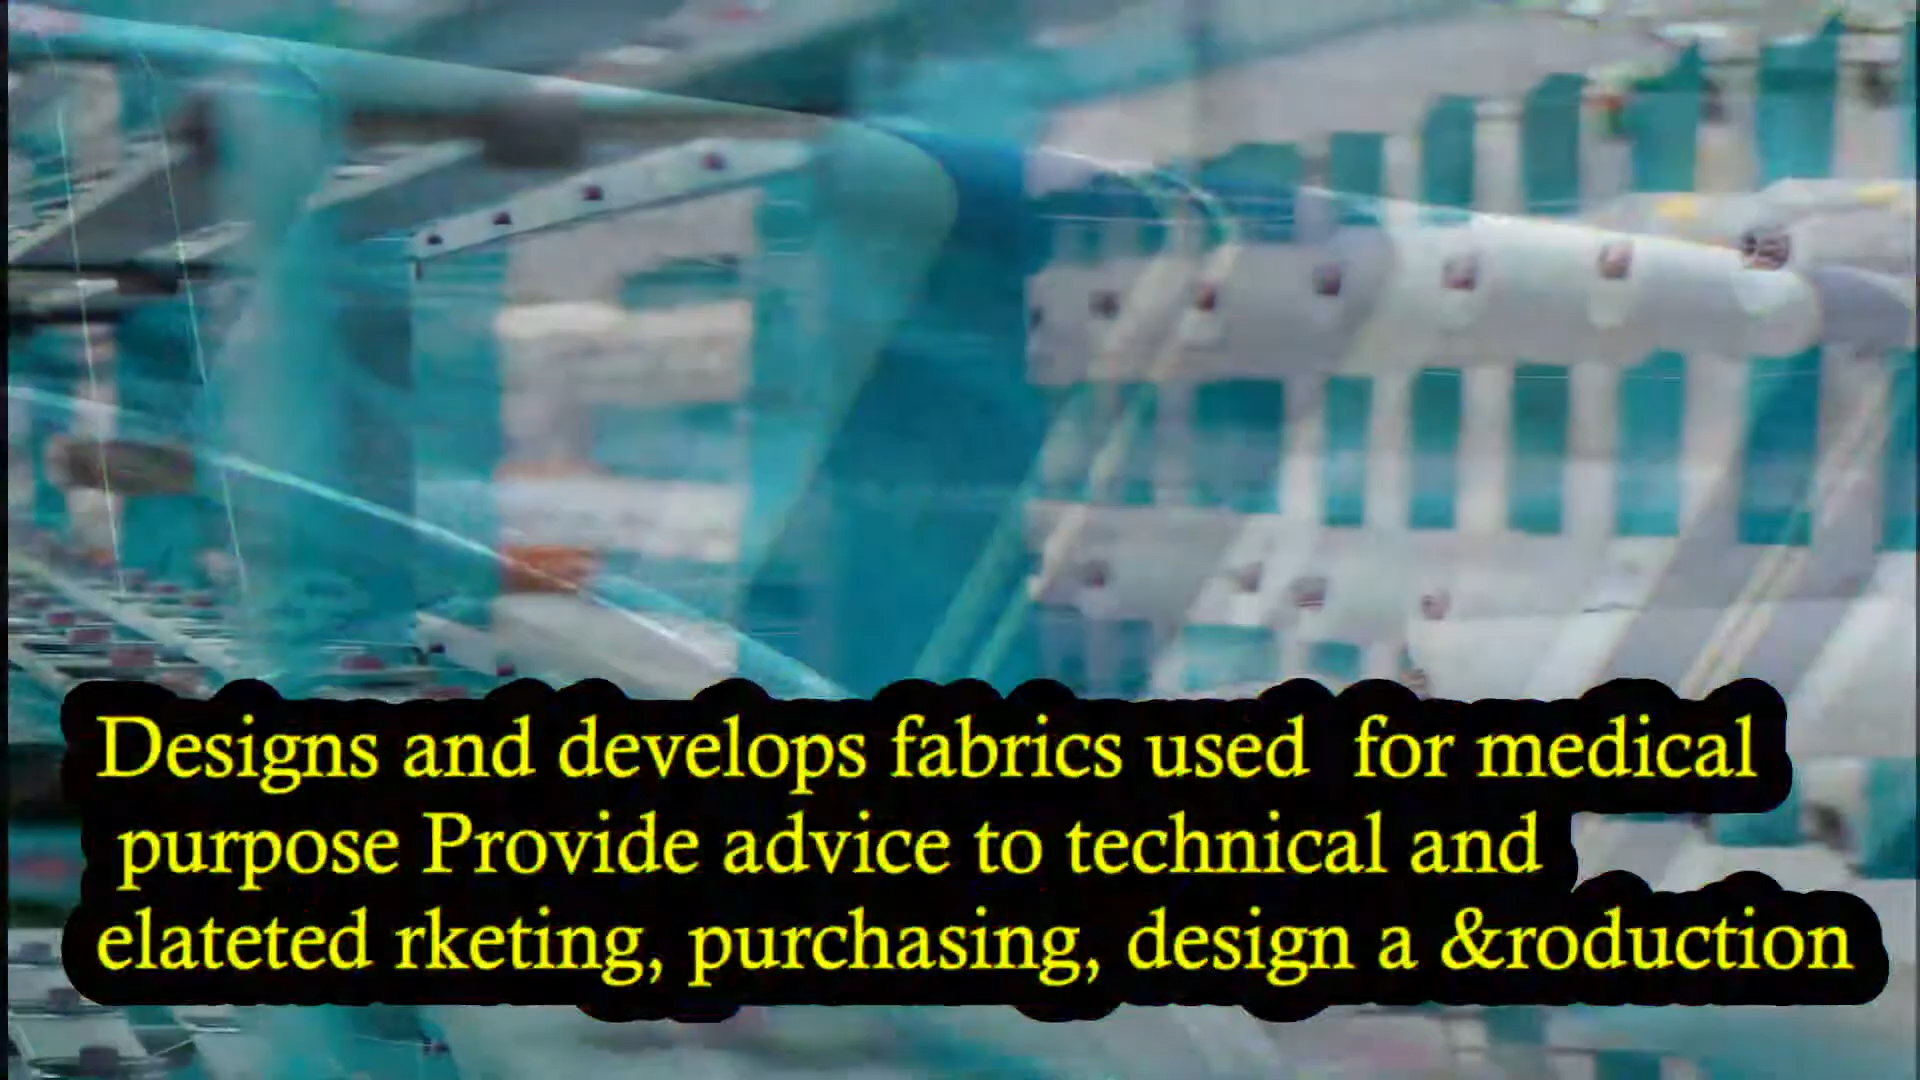 Designs and develops fabrics used  for medical
purpose Provide advice to technical and
elateted rketing, purchasing, design a &roduction